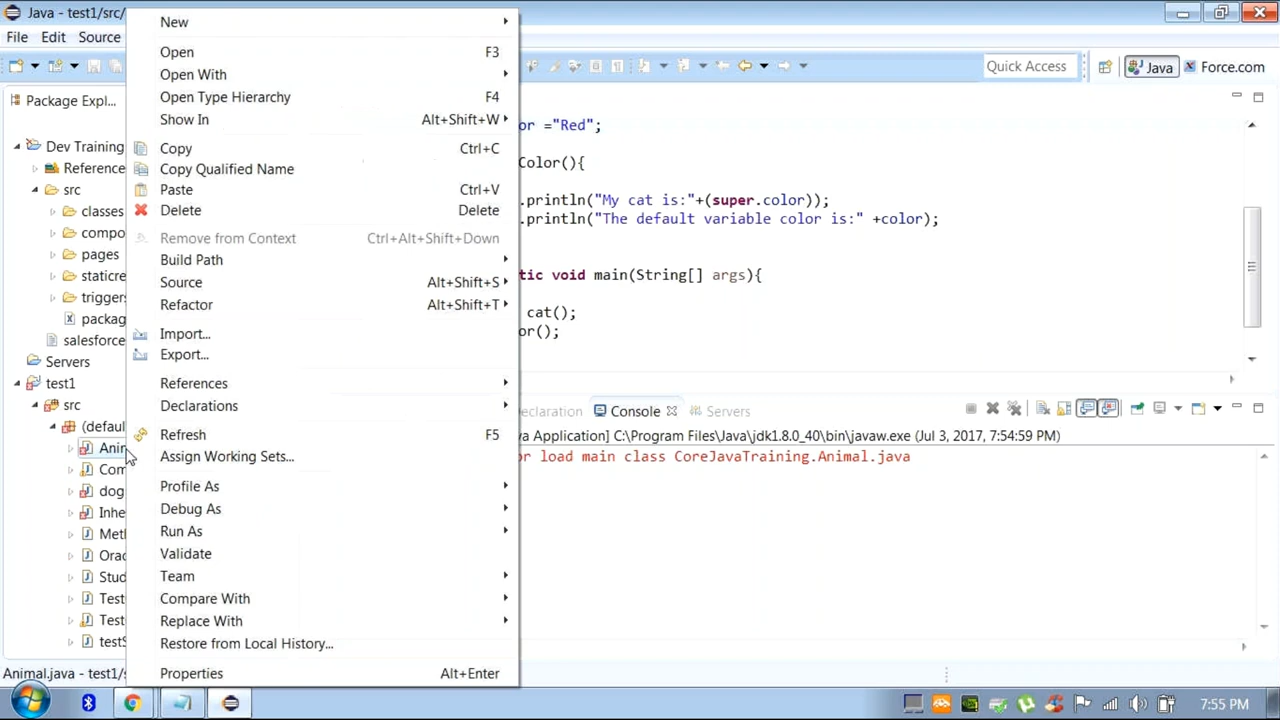 Java - test1/src/
File Edit Source
Quick Access
Java
Force.com
Package Expl...
Dev Training
Reference
src
classes
compo
pages
staticre
triggers
packag
salesforce
Servers
test1
src
(defau
Anin
Com
dog
Inhe
Met
Orac
Stud
Test
Test
testS
Animal.java - test1/s
New
Open F3
Open With
Open Type Hierarchy F4
Show In Alt+Shift+W
Copy Ctrl+C
Copy Qualified Name
Paste Ctrl+V
Delete Delete
Remove from Context Ctrl+Alt+Shift+Down
Build Path
Source Alt+Shift+S
Refactor Alt+Shift+T
Import...
Export...
References
Declarations
Refresh F5
Assign Working Sets...
Profile As
Debug As
Run As
Validate
Team
Compare With
Replace With
Restore from Local History...
Properties Alt+Enter
or ="Red";
Color(){
.println("My cat is:"+(super.color));
.println("The default variable color is:" +color);
tic void main(String[] args){
cat();
or();
eclaration Console Servers
va Application] C:\Program Files\Java\jdk1.8.0_40\bin\javaw.exe (Jul 3, 2017, 7:54:59 PM)
or load main class CoreJavaTraining.Animal.java
7:55 PM